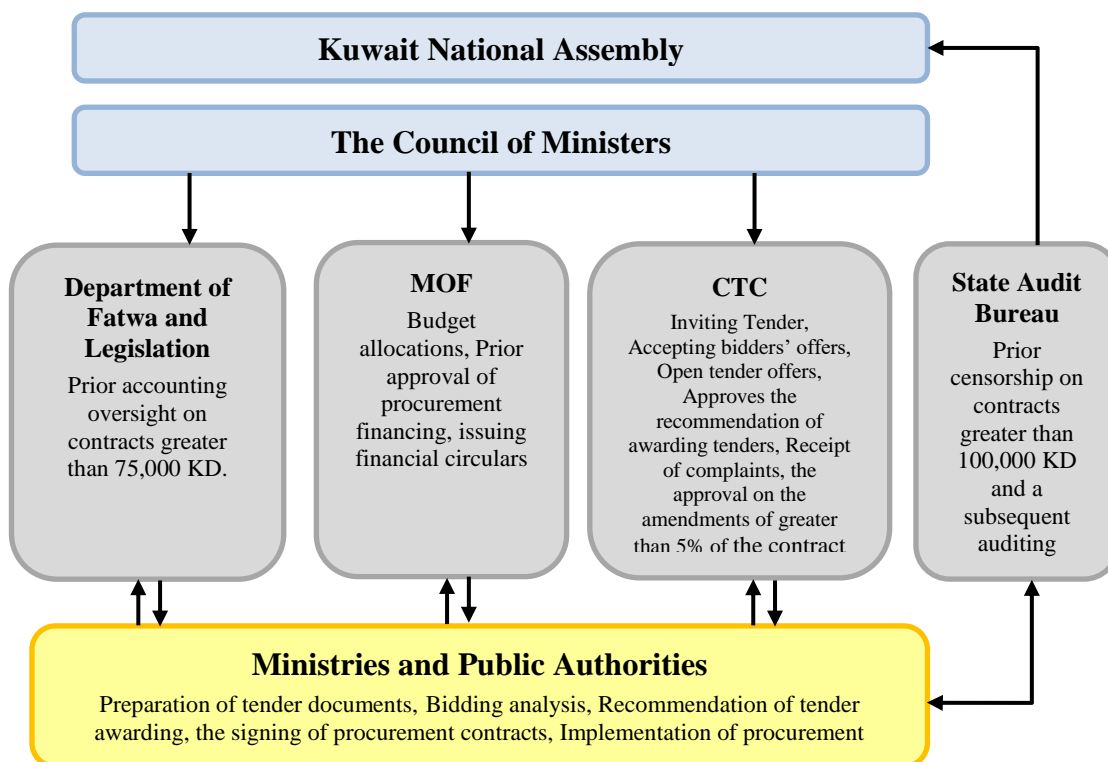 Kuwait National Assembly
The Council of Ministers
Department of
Fatwa and
Legislation
Prior accounting
oversight on
contracts greater
than 75,000 KD.
MOF
Budget
allocations, Prior
approval of
procurement
financing, issuing
financial circulars
CTC
Inviting Tender,
Accepting bidders’ offers,
Open tender offers,
Approves the
recommendation of
awarding tenders, Receipt
of complaints, the
approval on the
amendments of greater
than 5% of the contract
State Audit
Bureau
Prior
censorship on
contracts
greater than
100,000 KD
and a
subsequent
auditing
Ministries and Public Authorities
Preparation of tender documents, Bidding analysis, Recommendation of tender
awarding, the signing of procurement contracts, Implementation of procurement